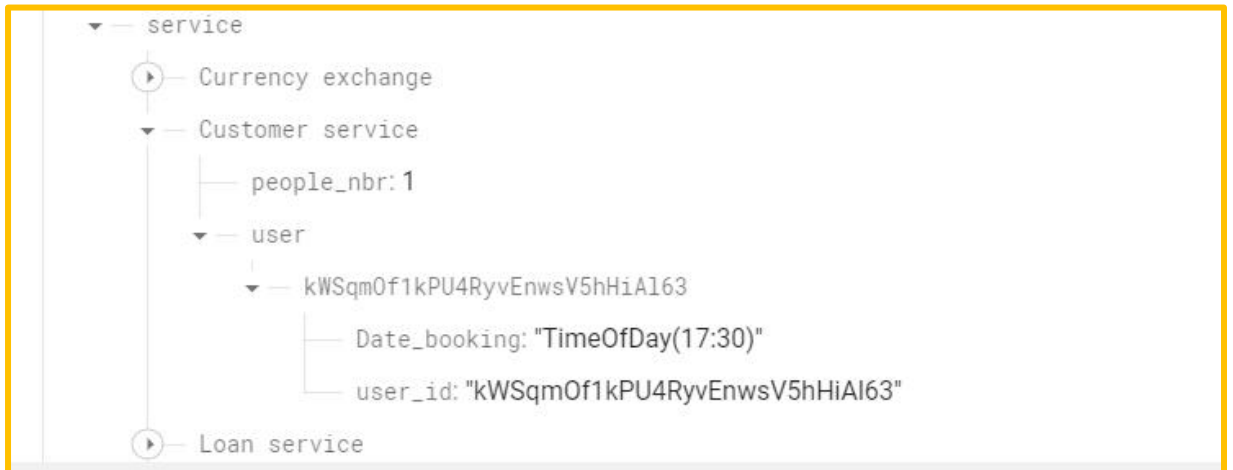 service
Currency exchange
Customer service
people_nbr: 1
user
kWSqmOf1kPU4RyvEnwsV5hHiAl63
Date_booking: "TimeOfDay(17:30)"
user_id: "kWSqmOf1kPU4RyvEnwsV5hHiAl63"
Loan service